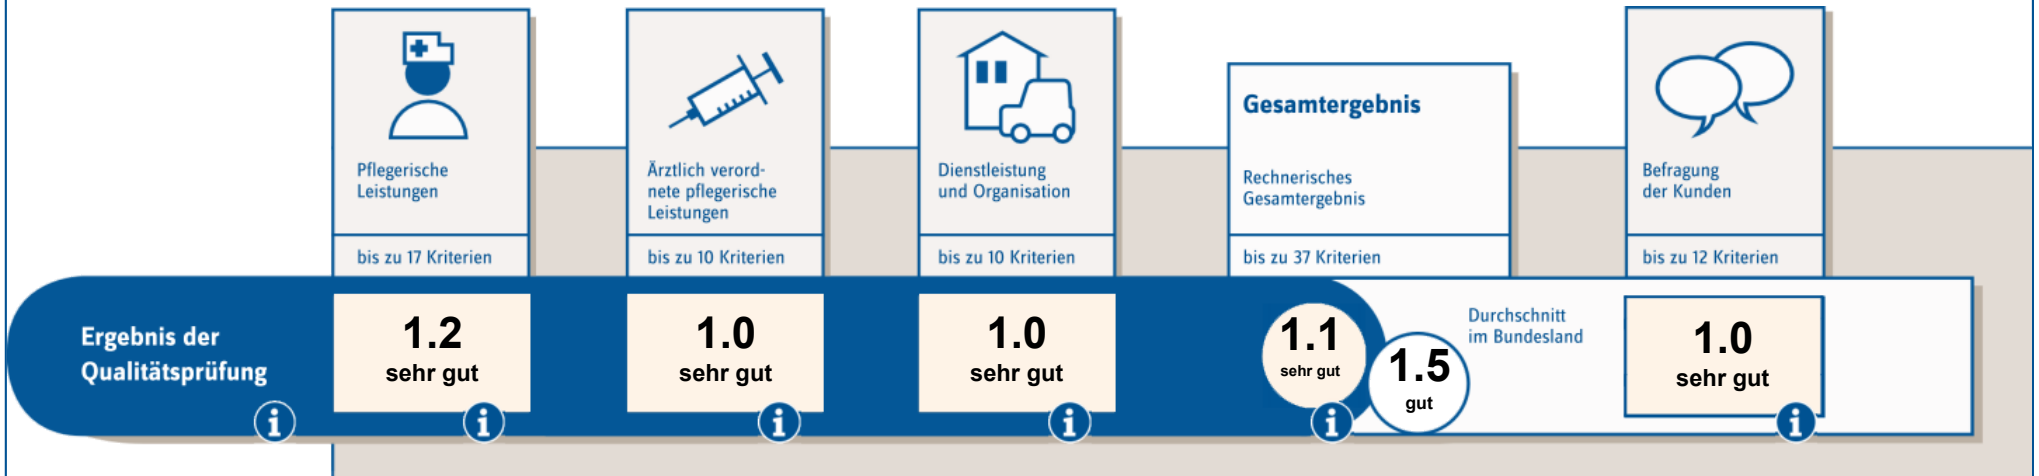 Pflegerische
Leistungen
bis zu 17 Kriterien
Ärztlich verord-
nete pflegerische
Leistungen
bis zu 10 Kriterien
Dienstleistung
und Organisation
bis zu 10 Kriterien
Gesamtergebnis
Rechnerisches
Gesamtergebnis
bis zu 37 Kriterien
Befragung
der Kunden
bis zu 12 Kriterien
Ergebnis der
Qualitätsprüfung
1.2
sehr gut
1.0
sehr gut
1.0
sehr gut
1.1
sehr gut
1.5
gut
Durchschnitt
im Bundesland
1.0
sehr gut